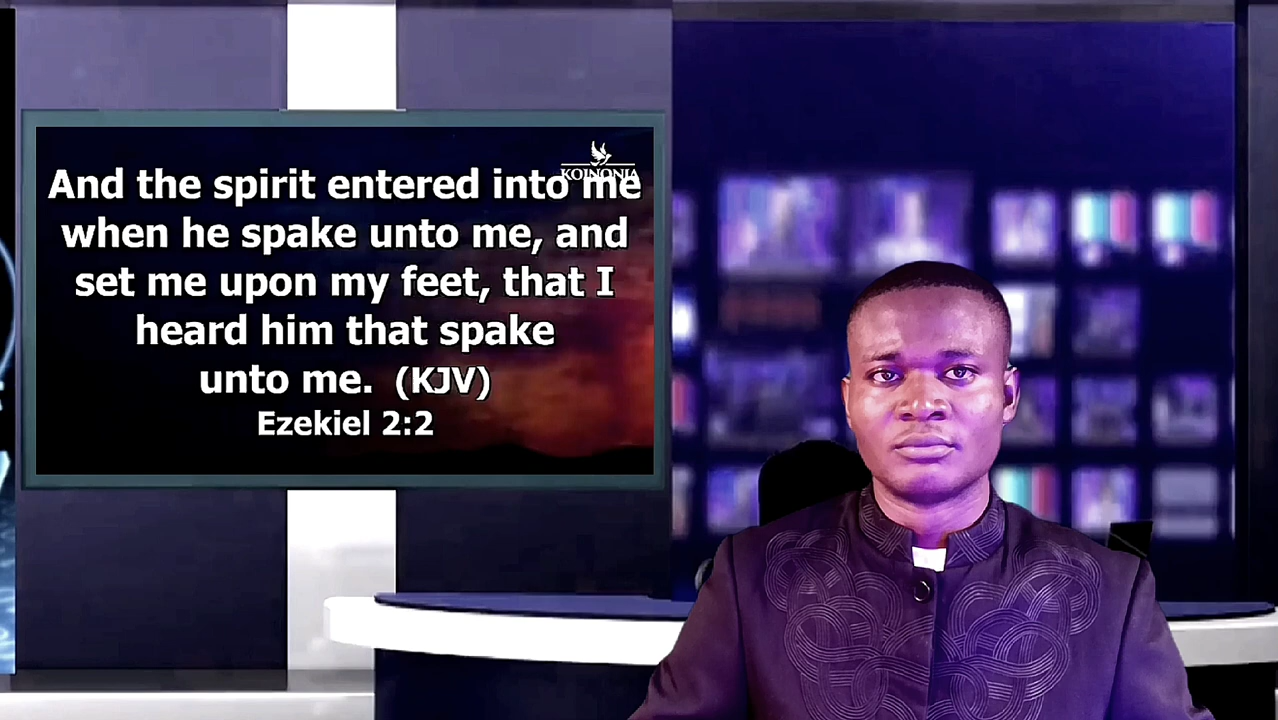 KOINONIA
And the spirit entered into me
when he spake unto me, and
set me upon my feet, that I
heard him that spake
unto me. (KJV)
Ezekiel 2:2